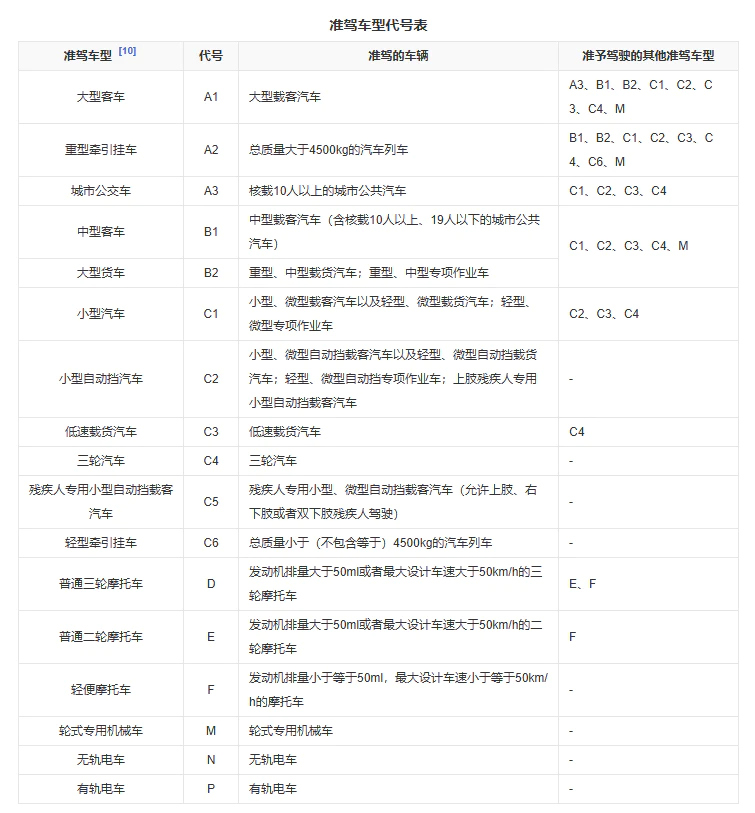 准驾车型代号表
准驾车型 [10] 代号 准驾的车辆 准予驾驶的其他准驾车型
大型客车 A1 大型载客汽车 A3、B1、B2、C1、C2、C
3、C4、M
重型牵引挂车 A2 总质量大于4500kg的汽车列车 B1、B2、C1、C2、C3、C
4、C6、M
城市公交车 A3 核载10人以上的城市公共汽车 C1、C2、C3、C4
中型客车 B1 中型载客汽车（含核载10人以上、19人以下的城市公共
汽车） C1、C2、C3、C4、M
大型货车 B2 重型、中型载货汽车；重型、中型专项作业车
小型汽车 C1 小型、微型载客汽车以及轻型、微型载货汽车；轻型、
微型专项作业车 C2、C3、C4
小型自动挡汽车 C2 小型、微型自动挡载客汽车以及轻型、微型自动挡载货
汽车；轻型、微型自动挡专项作业车；上肢残疾人专用
小型自动挡载客汽车 -
低速载货汽车 C3 低速载货汽车 C4
三轮汽车 C4 三轮汽车 -
残疾人专用小型自动挡载客
汽车 C5 残疾人专用小型、微型自动挡载客汽车（允许上肢、右
下肢或者双下肢残疾人驾驶） -
轻型牵引挂车 C6 总质量小于（不包含等于）4500kg的汽车列车 -
普通三轮摩托车 D 发动机排量大于50ml或者最大设计车速大于50km/h的三
轮摩托车 E、F
普通二轮摩托车 E 发动机排量大于50ml或者最大设计车速大于50km/h的二
轮摩托车 F
轻便摩托车 F 发动机排量小于等于50ml，最大设计车速小于等于50km/
h的摩托车 -
轮式专用机械车 M 轮式专用机械车 -
无轨电车 N 无轨电车 -
有轨电车 P 有轨电车 -